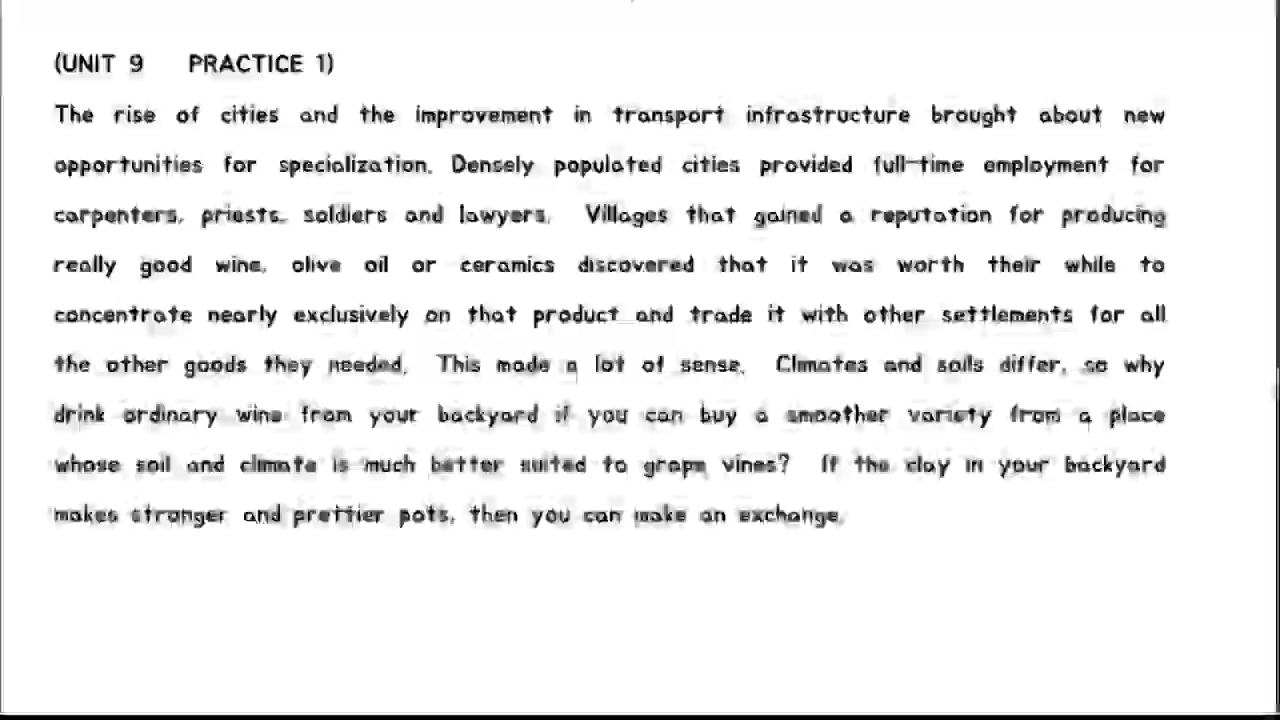 (UNIT 9 PRACTICE 1)
The rise of cities and the improvement in transport infrastructure brought about new
opportunities for specialization. Densely populated cities provided full-time employment for
carpenters, priests, soldiers and lawyers. Villages that gained a reputation for producing
really good wine, olive oil or ceramics discovered that it was worth their while to
concentrate nearly exclusively on that product and trade it with other settlements for all
the other goods they needed. This made a lot of sense. Climates and soils differ, so why
drink ordinary wine from your backyard if you can buy a smoother variety from a place
whose soil and climate is much better suited to grape vines? If the clay in your backyard
makes stronger and prettier pots, then you can make an exchange.